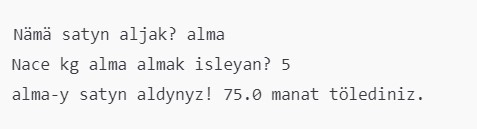 Nämä satyn aljak? alma
Nace kg alma almak isleyan? 5
alma-y satyn aldynyz! 75.0 manat tölediniz.